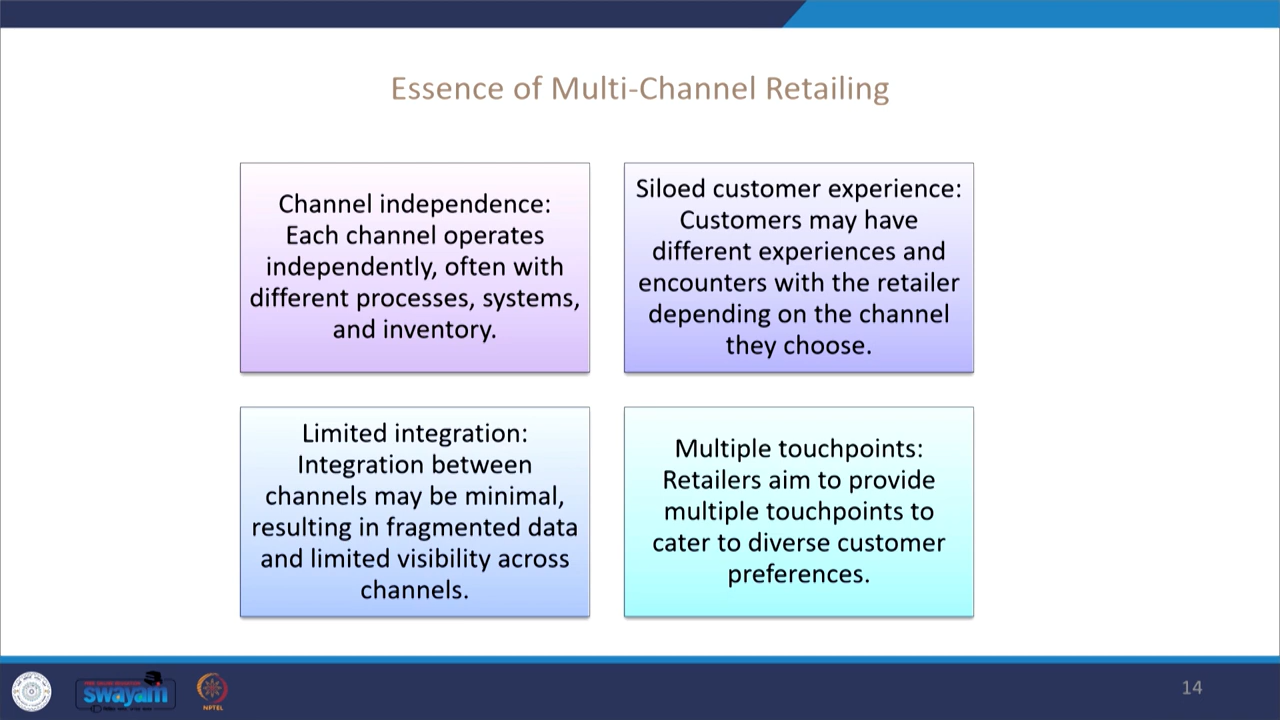 Essence of Multi-Channel Retailing
Channel independence:
Each channel operates
independently, often with
different processes, systems,
and inventory.
Siloed customer experience:
Customers may have
different experiences and
encounters with the retailer
depending on the channel
they choose.
Limited integration:
Integration between
channels may be minimal,
resulting in fragmented data
and limited visibility across
channels.
Multiple touchpoints:
Retailers aim to provide
multiple touchpoints to
cater to diverse customer
preferences.
swayam
NPTEL
14